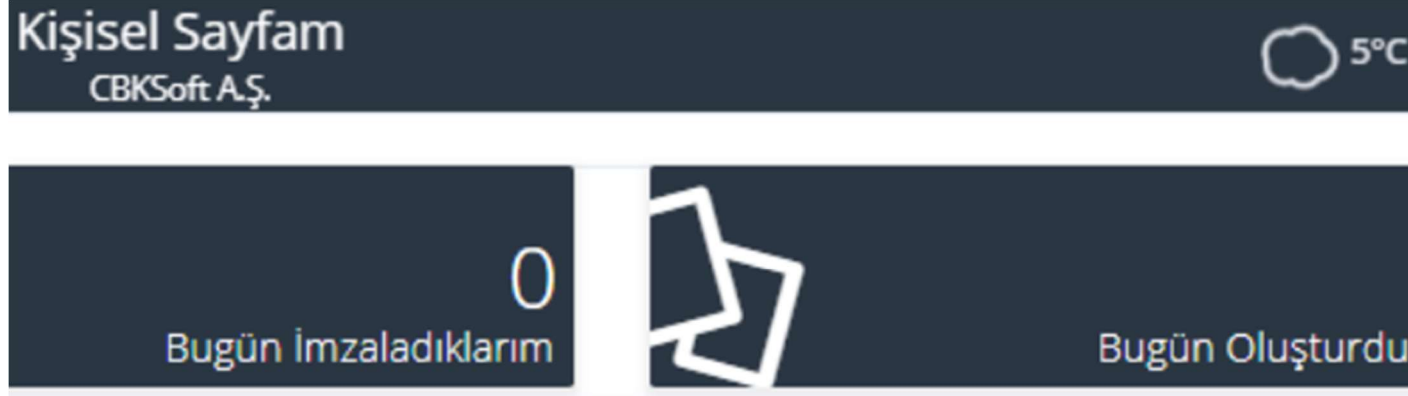 Kişisel Sayfam
CBKSoft A.Ş.
5°C
0
Bugün İmzaladıklarım
Bugün Oluşturdu